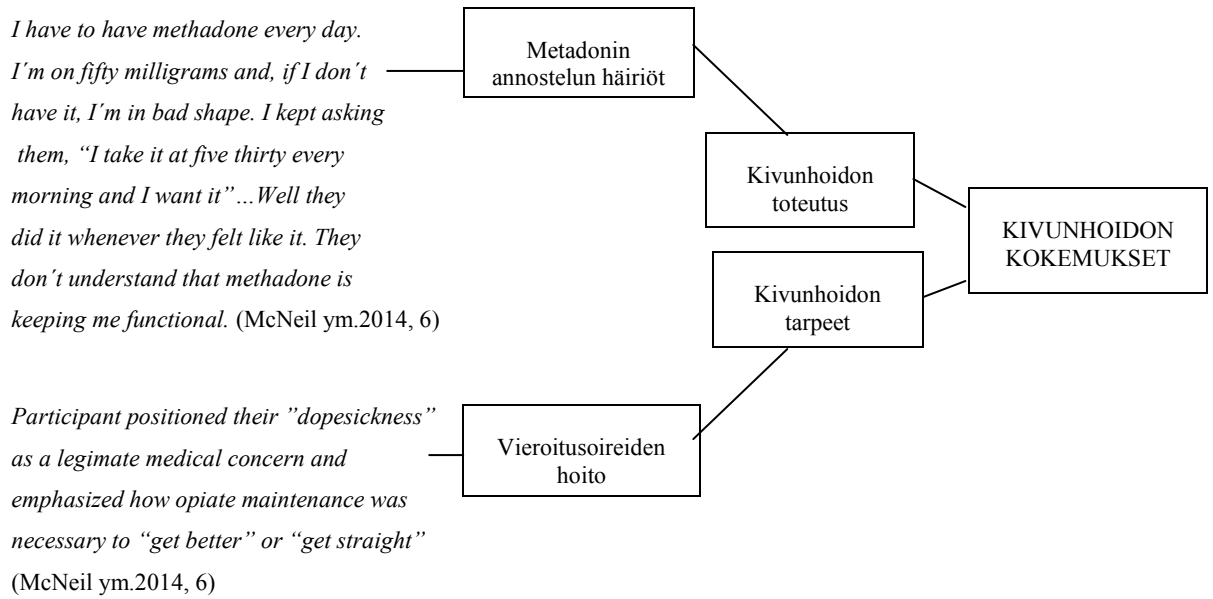 I have to have methadone every day.
I´m on fifty milligrams and, if I don´t
have it, I´m in bad shape. I kept asking
them, “I take it at five thirty every
morning and I want it”...Well they
did it whenever they felt like it. They
don´t understand that methadone is
keeping me functional. (McNeil ym.2014, 6)
Metadonin
annostelun häiriöt
Kivunhoidon
toteutus
KIVUNHOIDON
KOKEMUKSET
Kivunhoidon
tarpeet
Participant positioned their ”dopesickness”
as a legimate medical concern and
emphasized how opiate maintenance was
necessary to “get better” or “get straight”
(McNeil ym.2014, 6)
Vieroitusoireiden
hoito